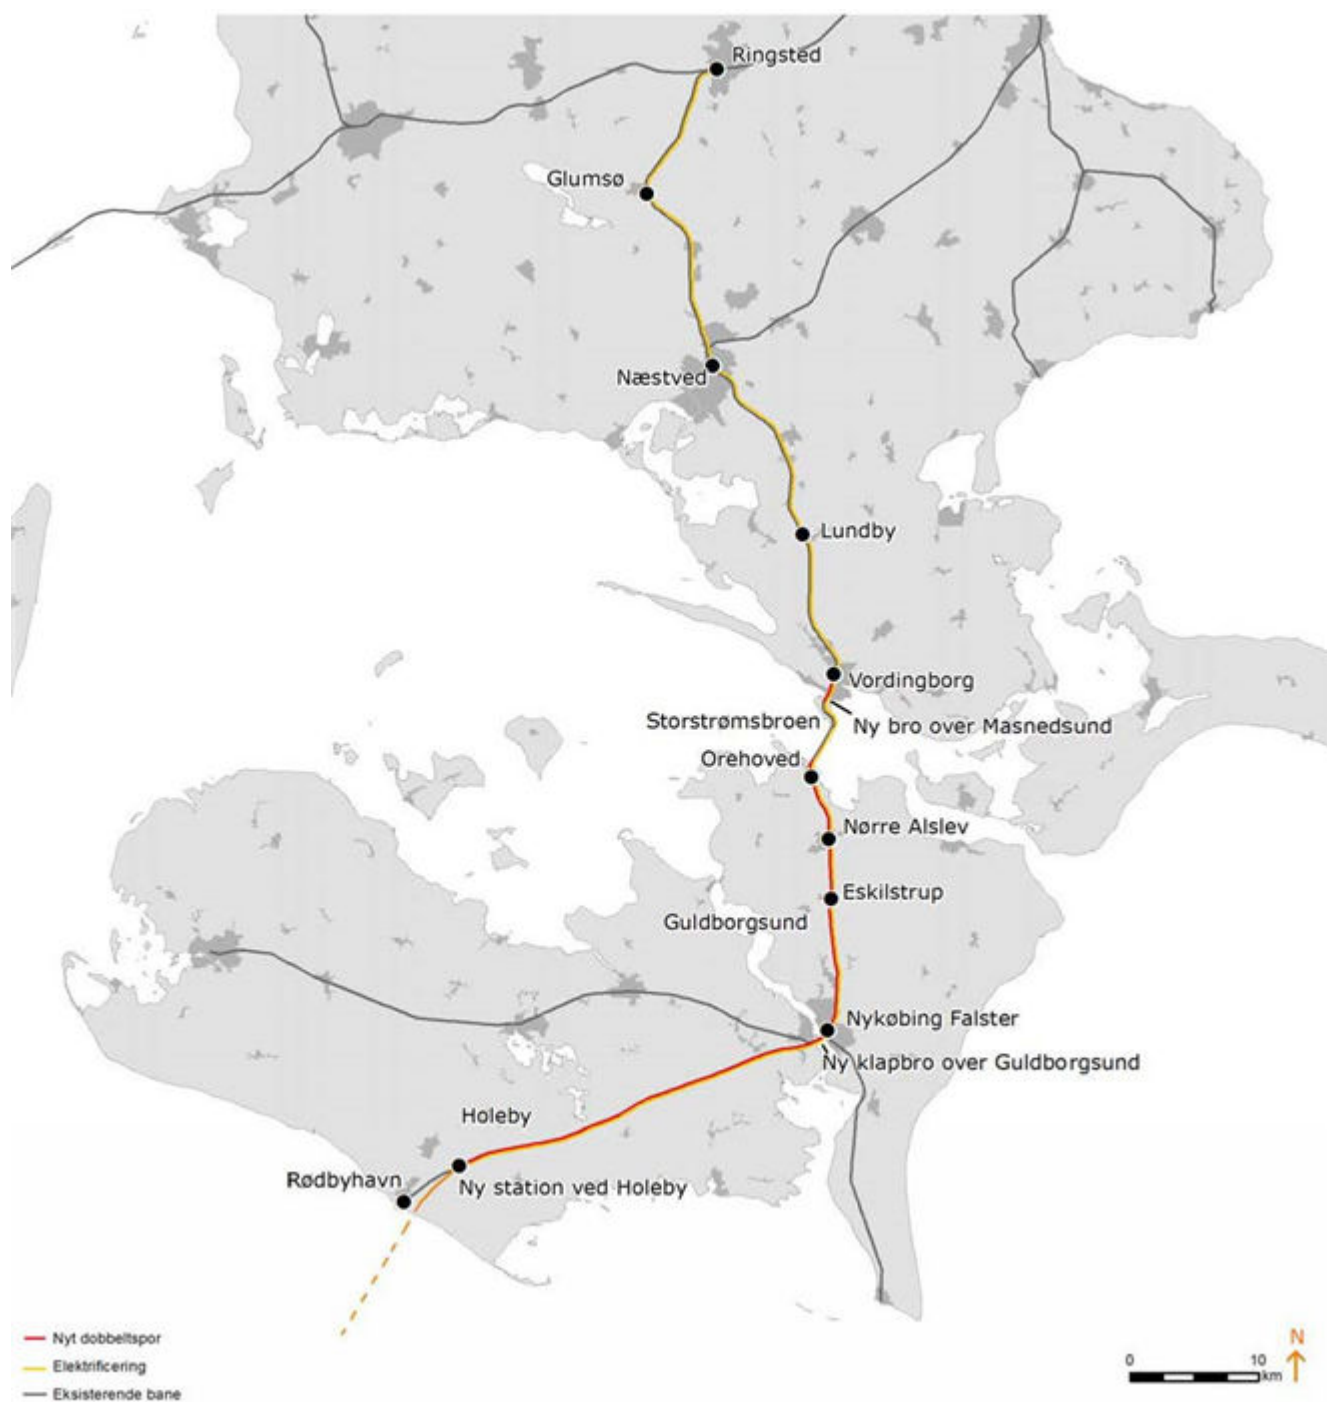 Ringsted
Glumsø
Næstved
Lundby
Vordingborg
Storstrømsbroen
Ny bro over Masnedsund
Orehoved
Nørre Alslev
Eskilstrup
Guldborgsund
Nykøbing Falster
Ny klapbro over Guldborgsund
Holeby
Rødbyhavn
Ny station ved Holeby
Nyt dobbeltspor
Elektrificering
Eksisterende bane
N
0 10
km